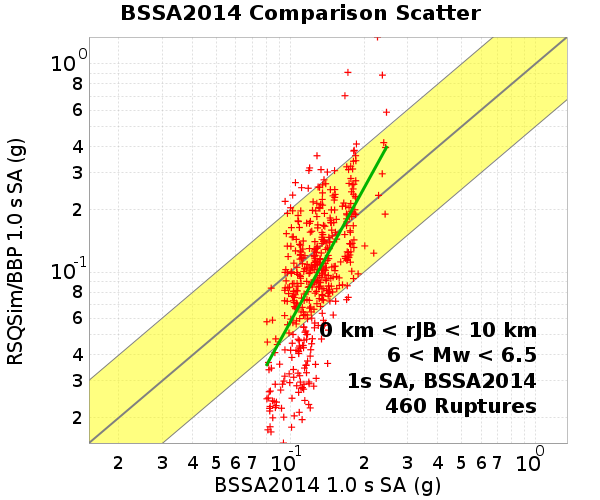 BSSA2014 Comparison Scatter
RSQSim/BBP 1.0 s SA (g)
10^0
8
6
4
3
2
10^-1
8
6
4
3
2
0 km < rJB < 10 km
6 < Mw < 6.5
1s SA, BSSA2014
460 Ruptures
2 3 4 5 6 7 10^-1 2 3 4 5 6 7 10^0
BSSA2014 1.0 s SA (g)